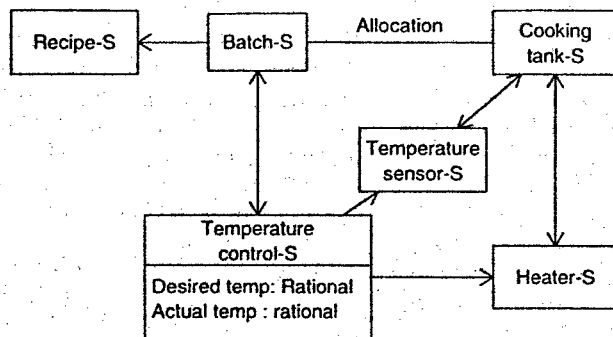 Recipe-S
Batch-S
Allocation
Cooking
tank-S
Temperature
sensor-S
Temperature
control-S
Desired temp: Rational
Actual temp : rational
Heater-S